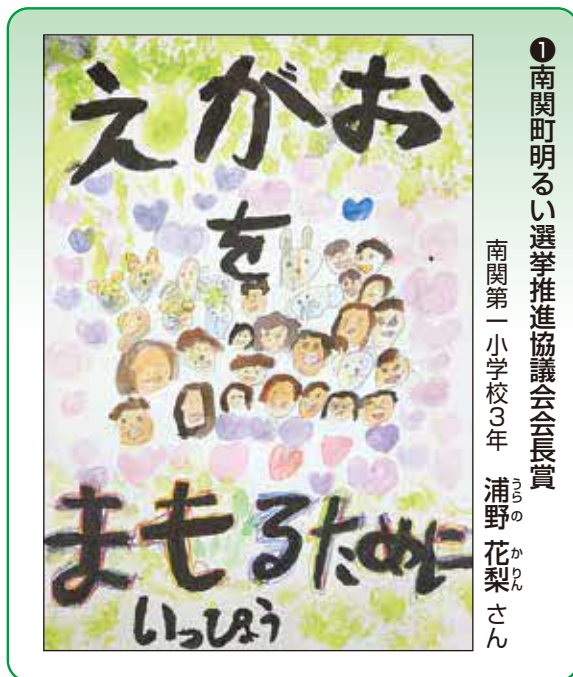 ❶南関町明るい選挙推進協議会会長賞
南関第一小学校3年 浦野 花梨 さん
うらの かりん
えがお
を
まもるために
いっぴょう